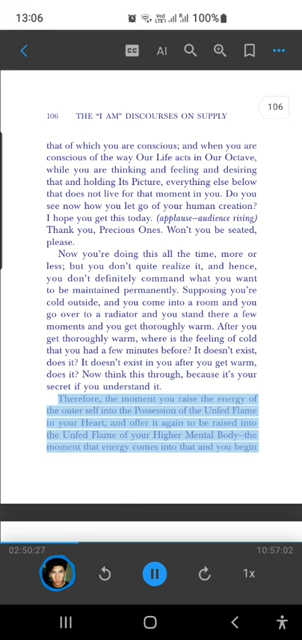 13:06
Vo)) LTE1 100%
CC AI
106
106 THE “I AM” DISCOURSES ON SUPPLY
that of which you are conscious; and when you are
conscious of the way Our Life acts in Our Octave,
while you are thinking and feeling and desiring
that and holding Its Picture, everything else below
that does not live for that moment in you. Do you
see now how you let go of your human creation?
I hope you get this today. (applause–audience rising)
Thank you, Precious Ones. Won’t you be seated,
please.
Now you’re doing this all the time, more or
less; but you don’t quite realize it, and hence,
you don’t definitely command what you want
to be maintained permanently. Supposing you’re
cold outside, and you come into a room and you
go over to a radiator and you stand there a few
moments and you get thoroughly warm. After you
get thoroughly warm, where is the feeling of cold
that you had a few minutes before? It doesn’t exist,
does it? It doesn’t exist in you after you get warm,
does it? Now think this through, because it’s your
secret if you understand it.
Therefore, the moment you raise the energy of
the outer self into the Possession of the Unfed Flame
in your Heart, and offer it again to be raised into
the Unfed Flame of your Higher Mental Body–the
moment that energy comes into that and you begin
02:50:27 10:57:02
1x